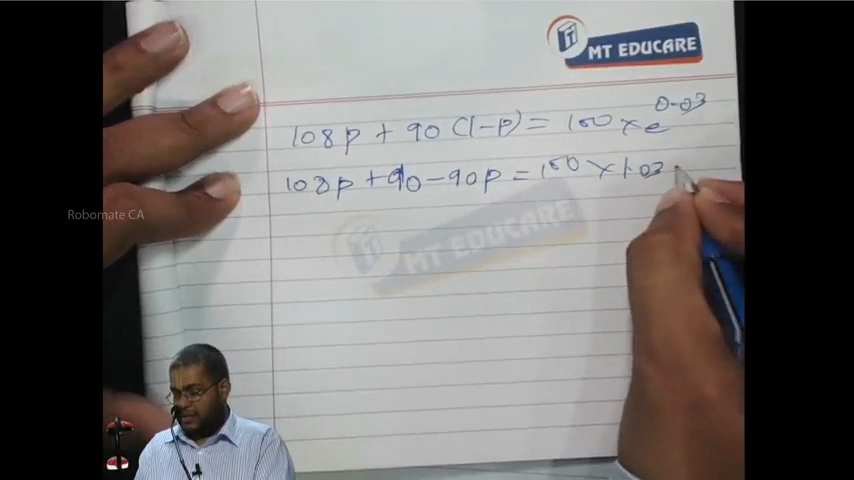 MT EDUCARE
108p + 90 (1-p) = 100 × e^0.03
108p + 90 - 90p = 100 × 1.03
Robomate CA
MT EDUCARE